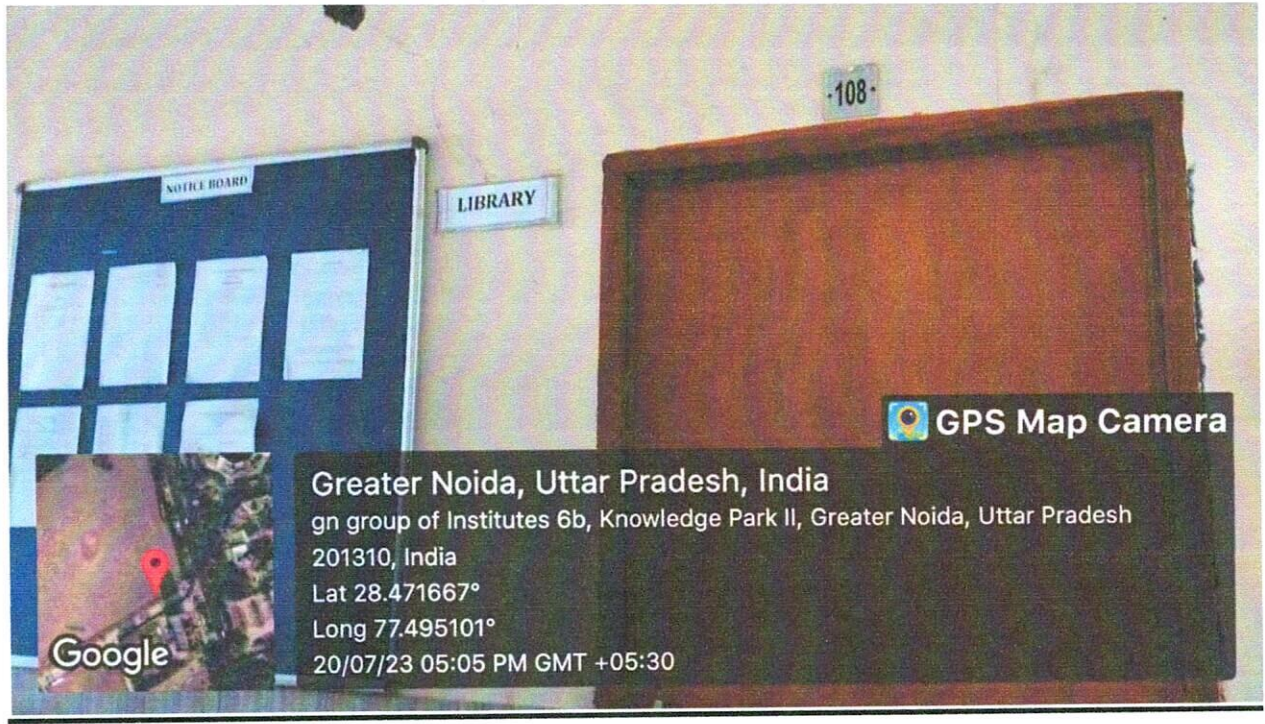 ·108·
NOTICE BOARD
LIBRARY
GPS Map Camera
Greater Noida, Uttar Pradesh, India
gn group of Institutes 6b, Knowledge Park II, Greater Noida, Uttar Pradesh
201310, India
Lat 28.471667°
Long 77.495101°
20/07/23 05:05 PM GMT +05:30
Google